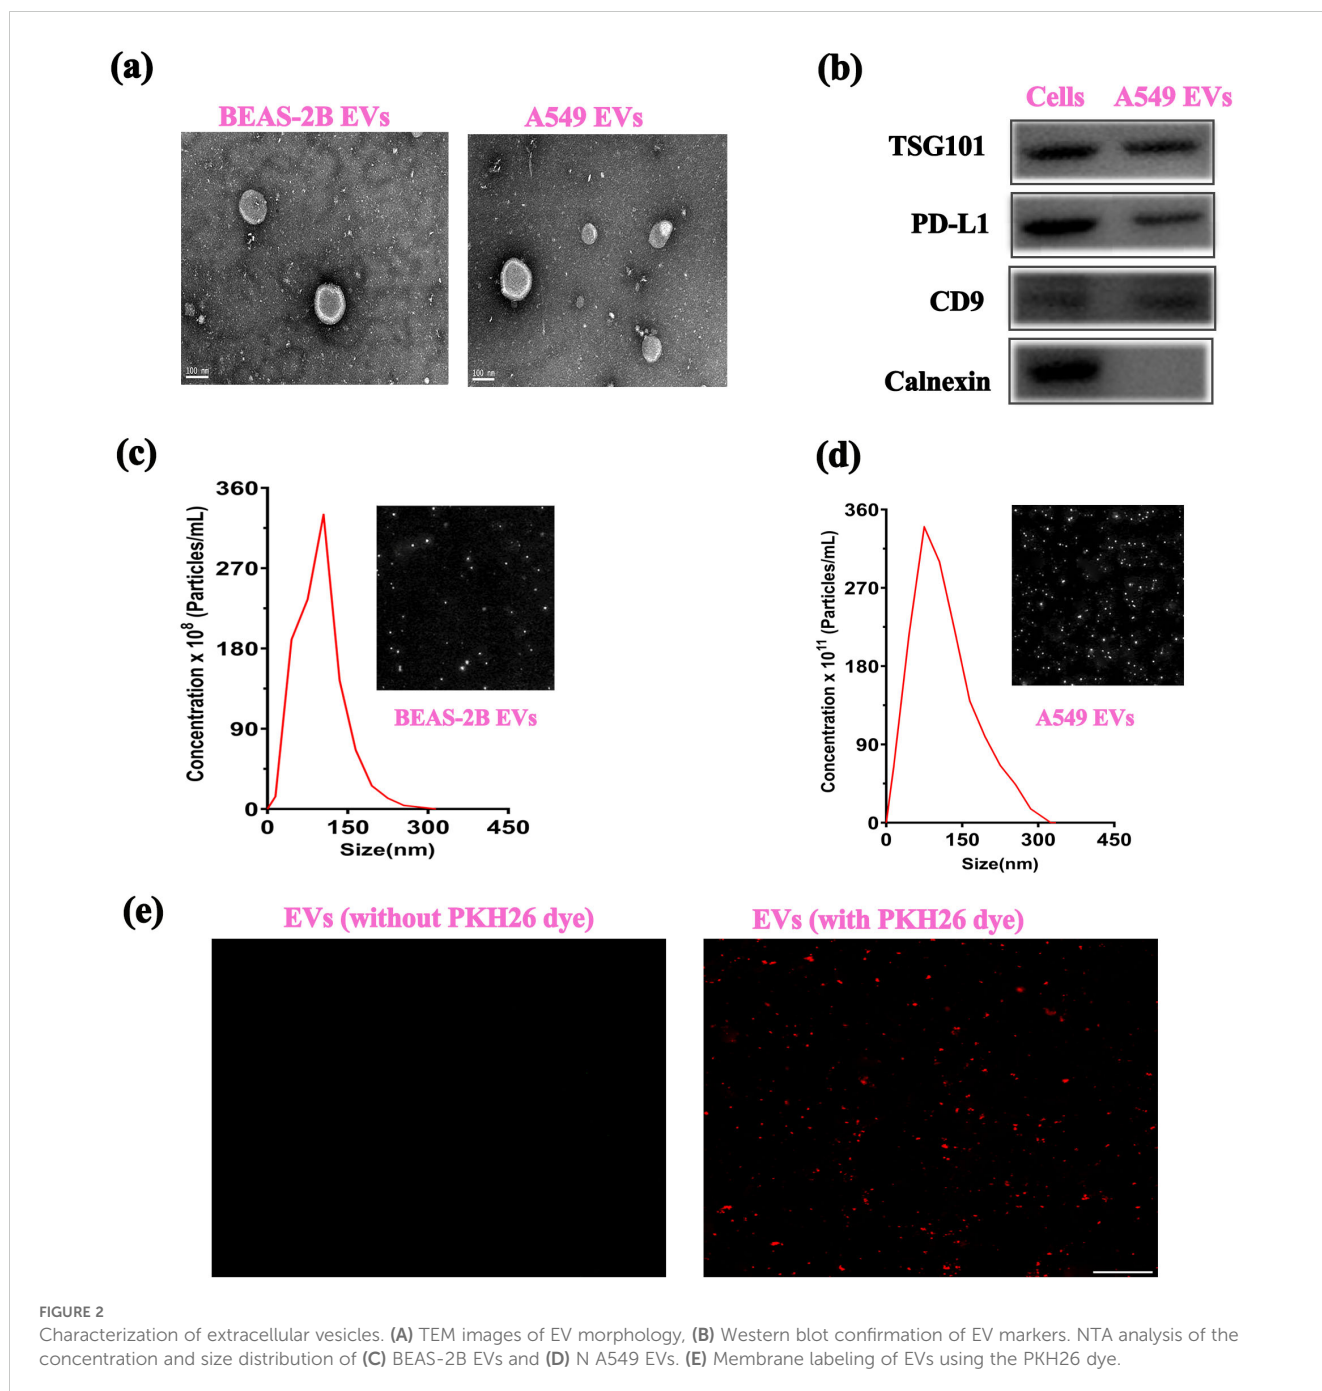 (a)
BEAS-2B EVs
A549 EVs
100 nm
100 nm
(b)
Cells
A549 EVs
TSG101
PD-L1
CD9
Calnexin
(c)
360
270
180
90
0
0
150
300
450
Concentration x 10⁸ (Particles/mL)
Size(nm)
BEAS-2B EVs
(d)
360
270
180
90
0
0
150
300
450
Concentration x 10¹¹ (Particles/mL)
Size(nm)
A549 EVs
(e)
EVs (without PKH26 dye)
EVs (with PKH26 dye)
FIGURE 2
Characterization of extracellular vesicles. (A) TEM images of EV morphology, (B) Western blot confirmation of EV markers. NTA analysis of the
concentration and size distribution of (C) BEAS-2B EVs and (D) N A549 EVs. (E) Membrane labeling of EVs using the PKH26 dye.